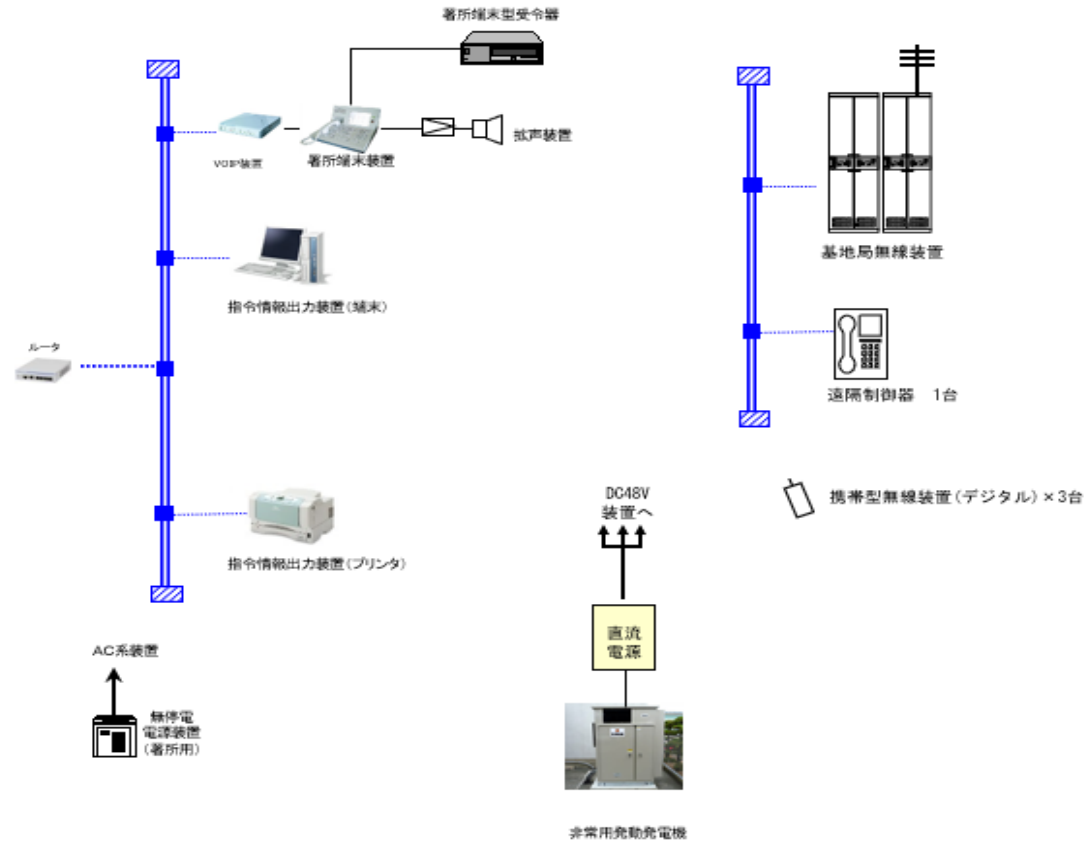 署所端末型受令器
VOIP装置
署所端末装置
拡声装置
指令情報出力装置(端末)
ルータ
指令情報出力装置(プリンタ)
AC系装置
無停電
電源装置
(署所用)
基地局無線装置
遠隔制御器　1台
携帯型無線装置(デジタル)×3台
DC48V
装置へ
直流
電源
非常用発動発電機